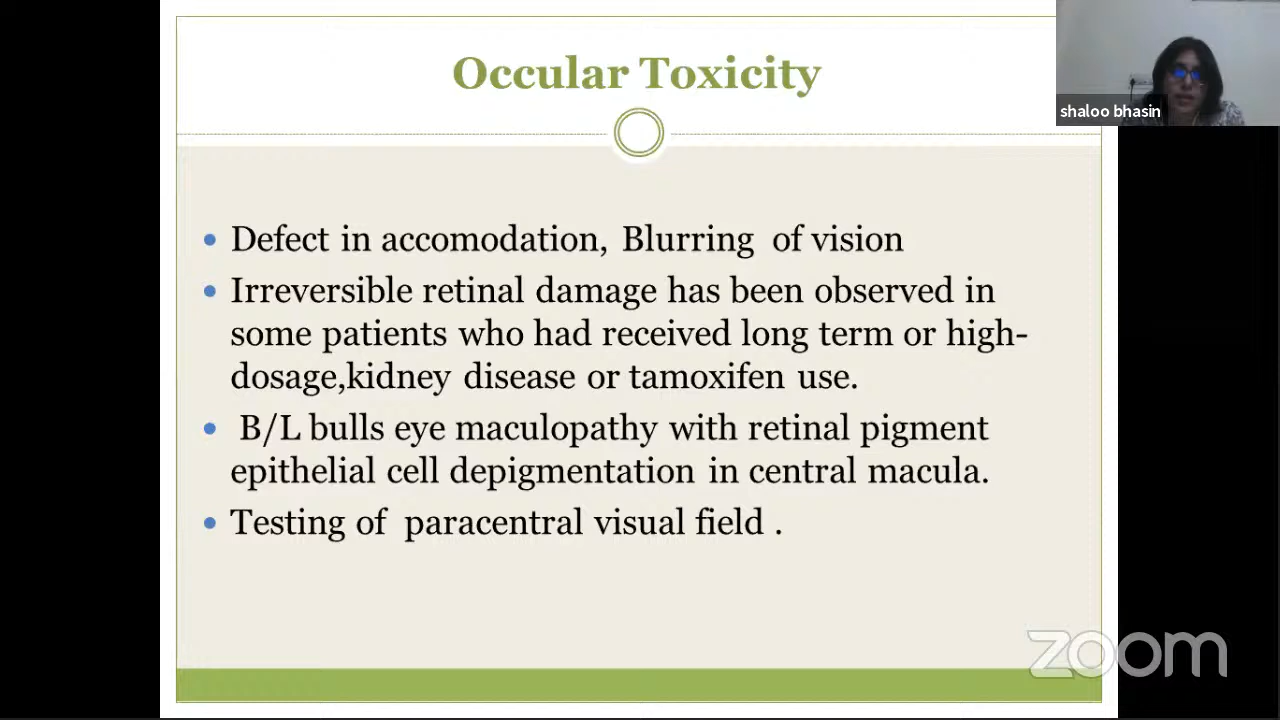 Occular Toxicity
shaloo bhasin
• Defect in accomodation, Blurring of vision
• Irreversible retinal damage has been observed in
some patients who had received long term or high-
dosage,kidney disease or tamoxifen use.
• B/L bulls eye maculopathy with retinal pigment
epithelial cell depigmentation in central macula.
• Testing of paracentral visual field .
zoom